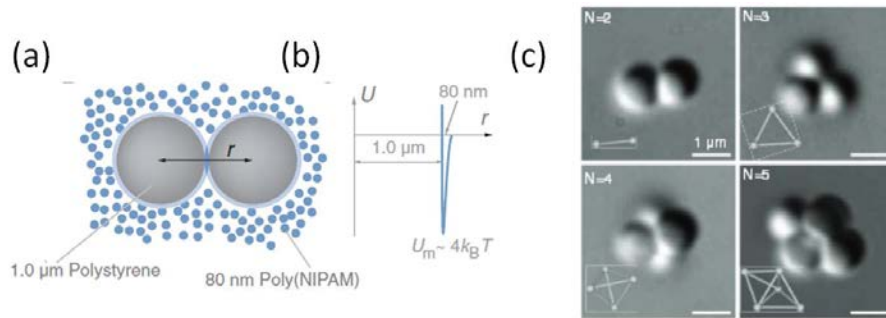 (a)
(b)
(c)
r
1.0 µm Polystyrene
80 nm Poly(NIPAM)
U
80 nm
r
1.0 µm
Um~ 4kBT
N=2
1 µm
N=3
N=4
N=5